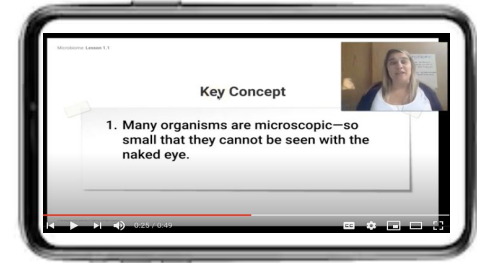 Microbiome: Lesson 1.1
Key Concept
1. Many organisms are microscopic—so
small that they cannot be seen with the
naked eye.
0:25 / 0:49
CC